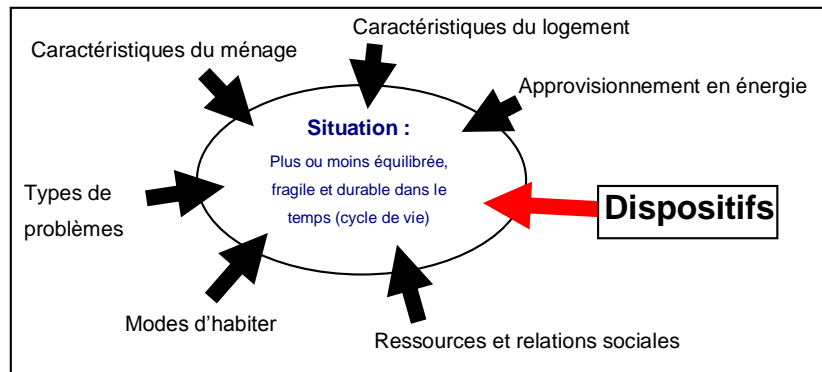 Caractéristiques du logement
Caractéristiques du ménage
Approvisionnement en énergie
Situation :
Plus ou moins équilibrée,
fragile et durable dans le
temps (cycle de vie)
Types de
problèmes
Dispositifs
Modes d’habiter
Ressources et relations sociales